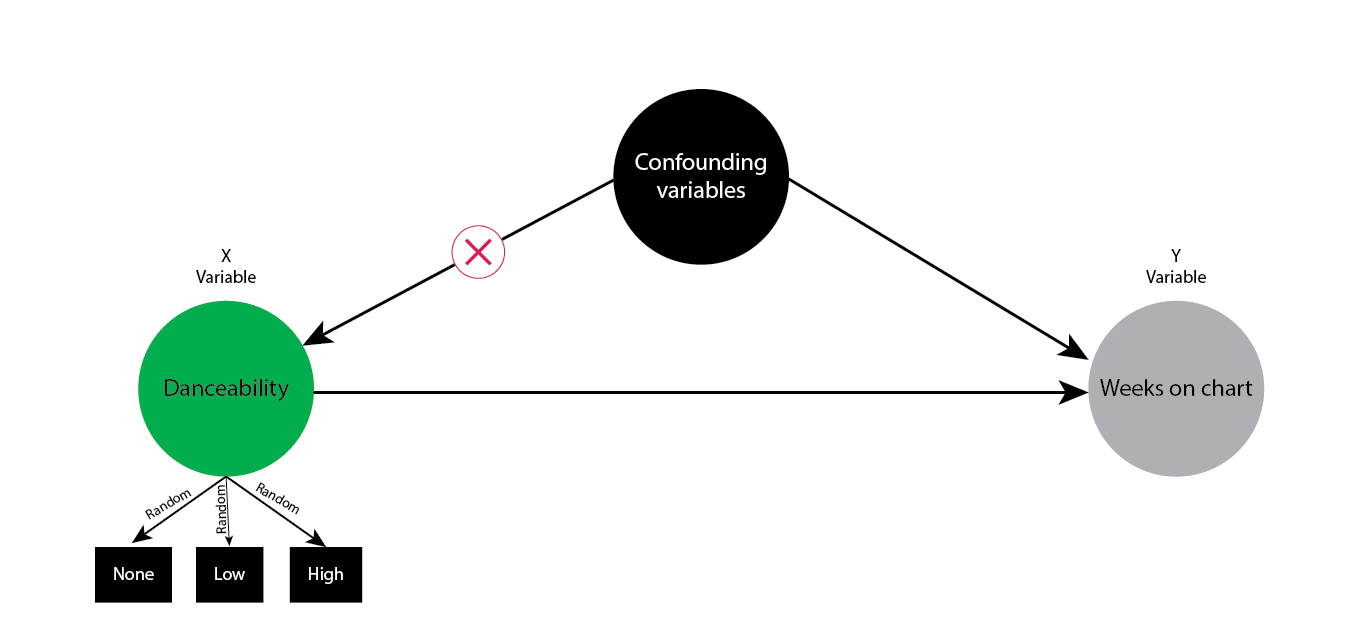 Confounding
variables
X
Variable
Y
Variable
Danceability
Weeks on chart
Random
Random
Random
None
Low
High